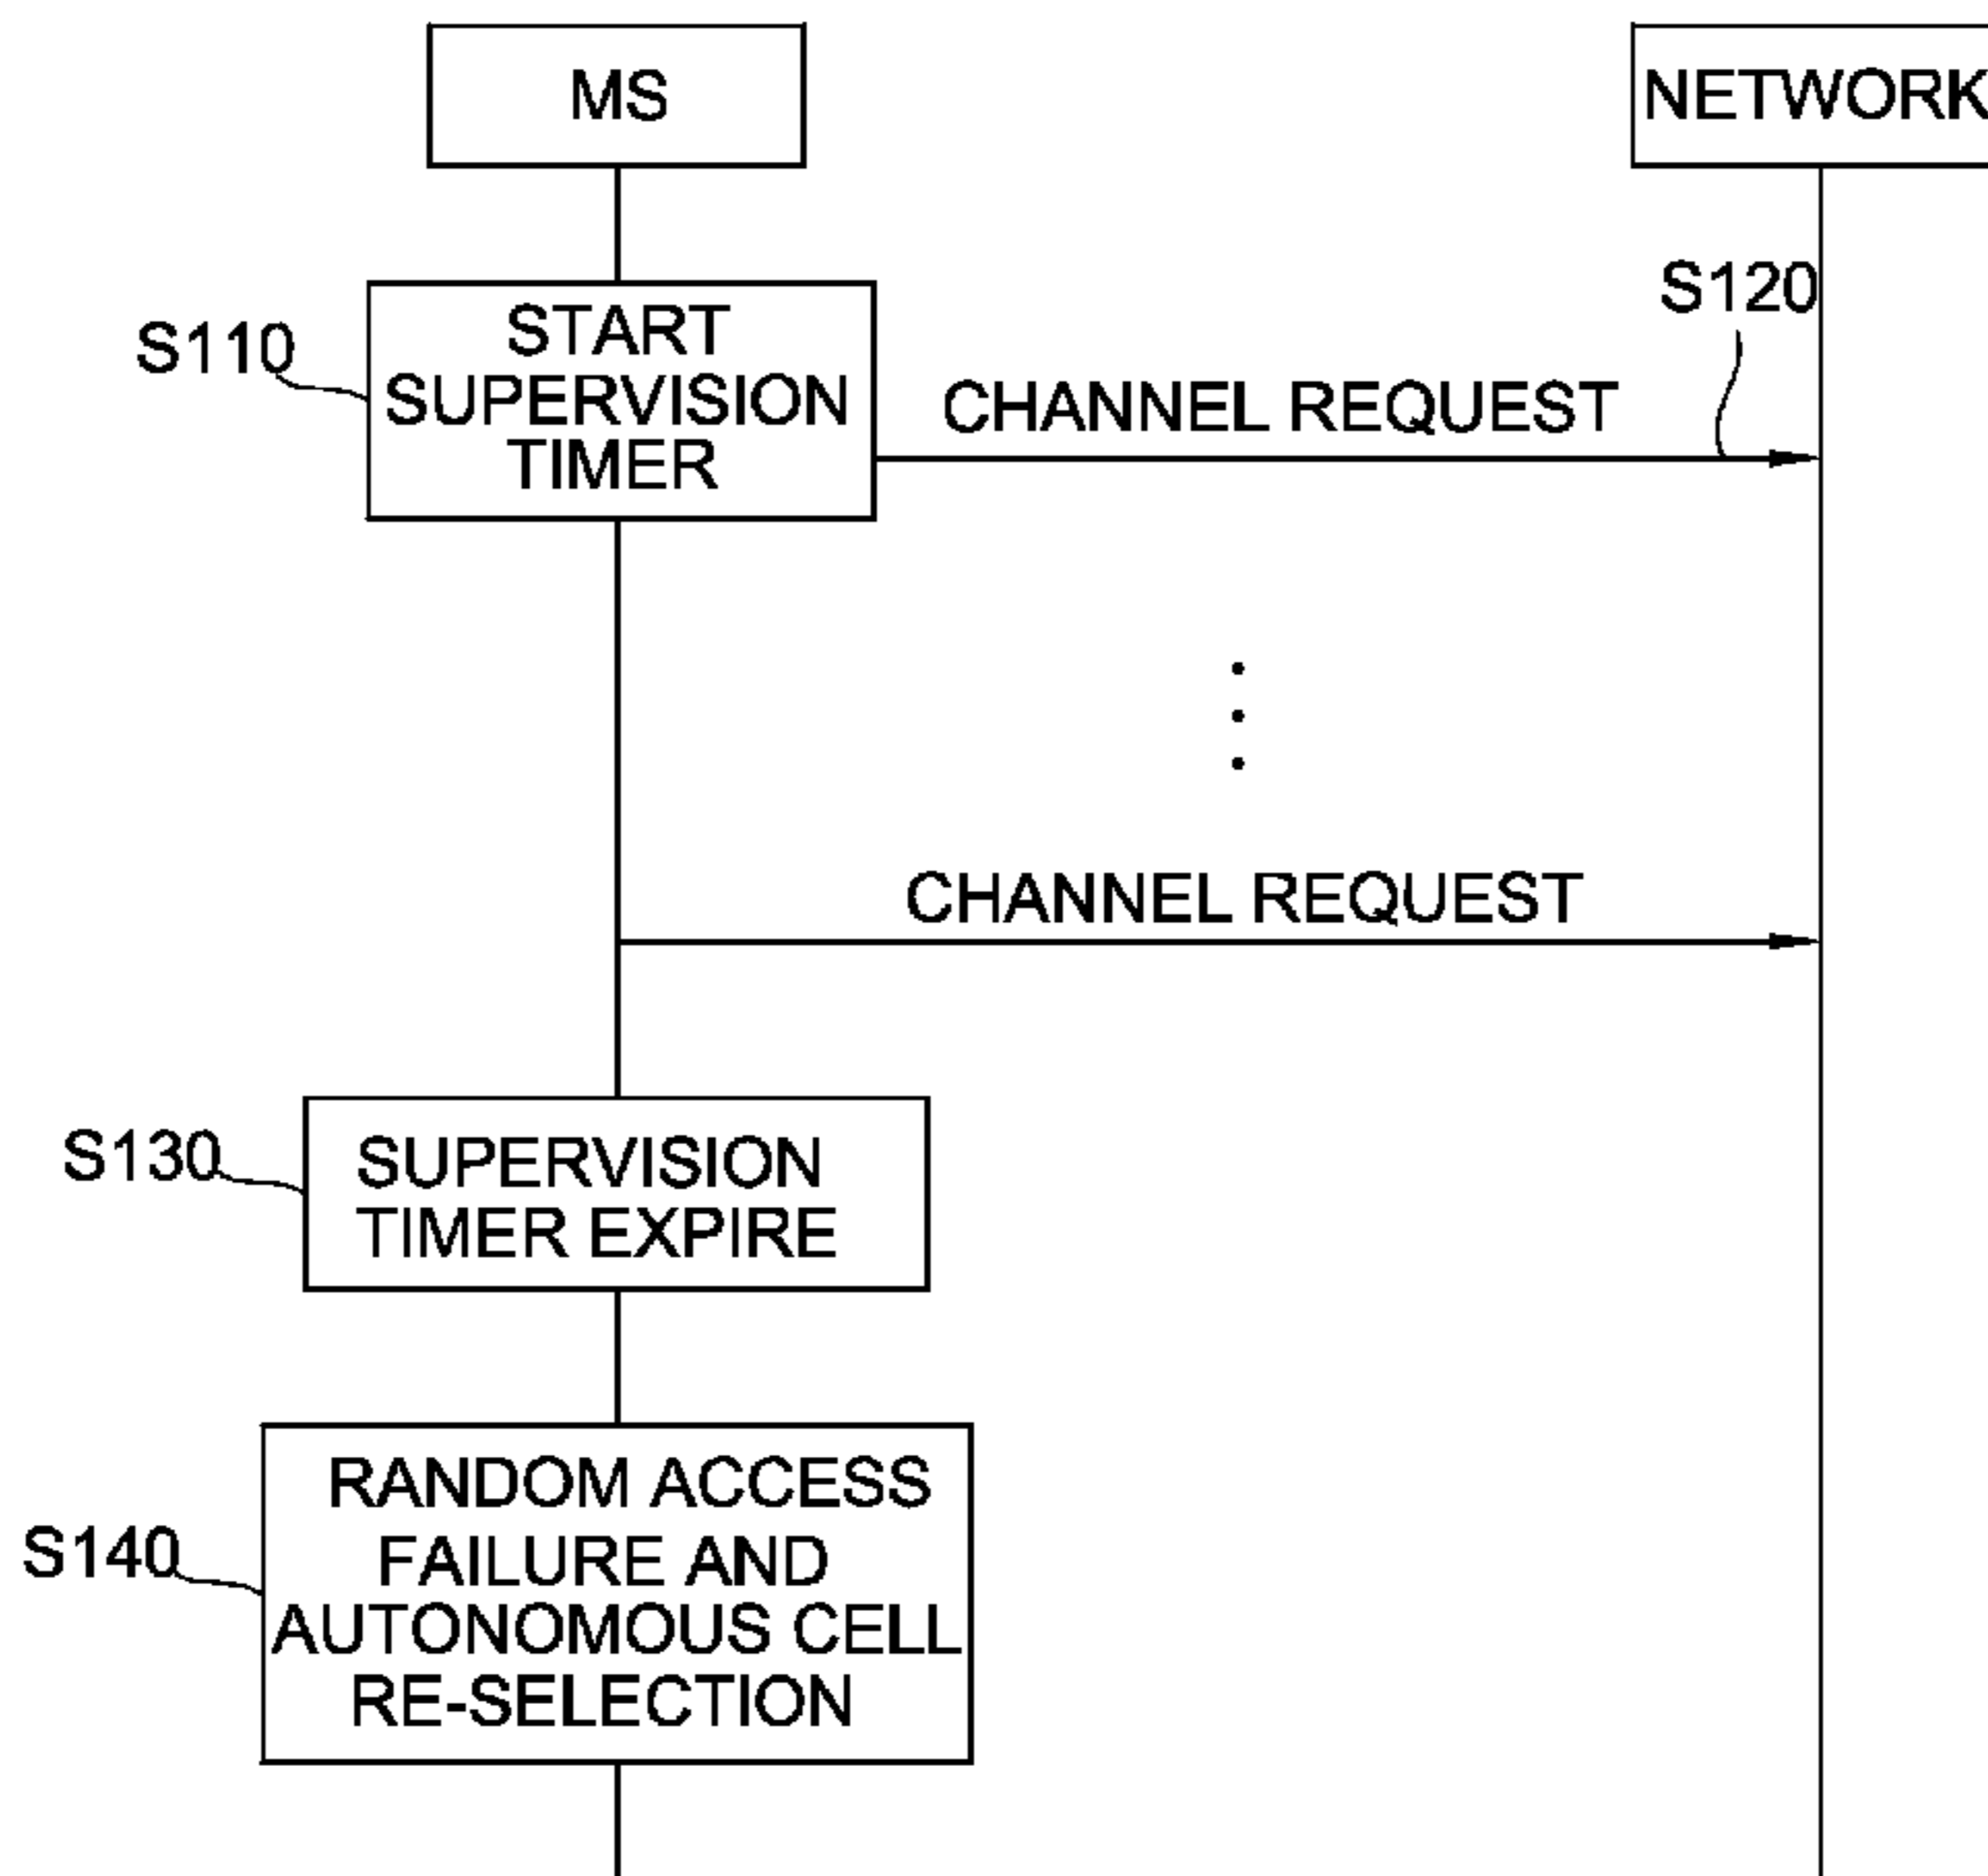 MS
NETWORK
S110
START
SUPERVISION
TIMER
CHANNEL REQUEST
S120
CHANNEL REQUEST
S130
SUPERVISION
TIMER EXPIRE
S140
RANDOM ACCESS
FAILURE AND
AUTONOMOUS CELL
RE-SELECTION